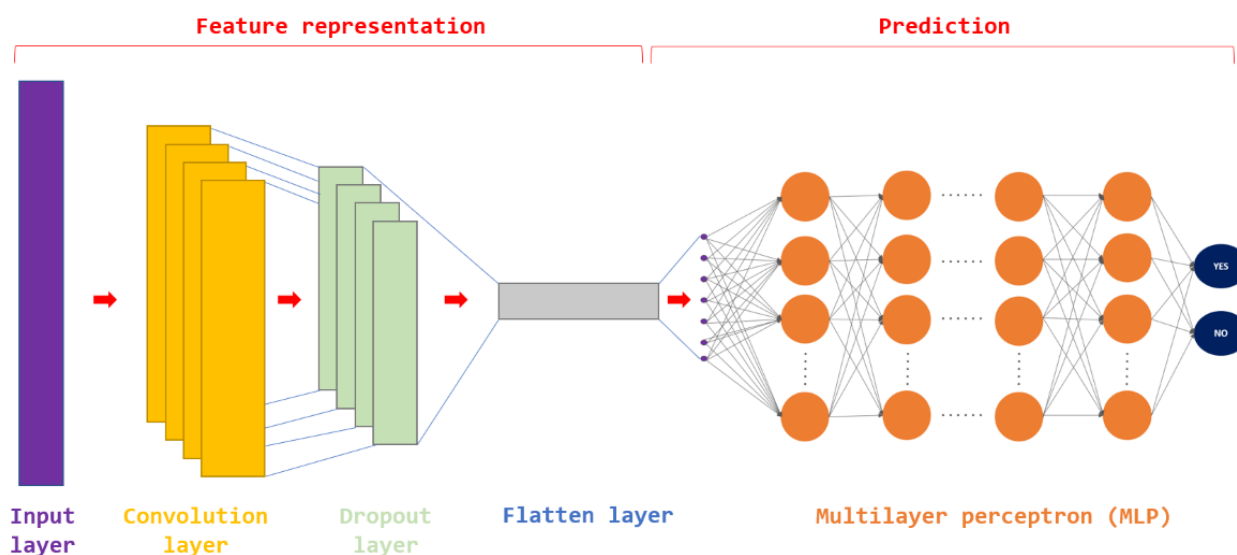 Feature representation
Prediction
YES
NO
Input
layer
Convolution
layer
Dropout
layer
Flatten layer
Multilayer perceptron (MLP)